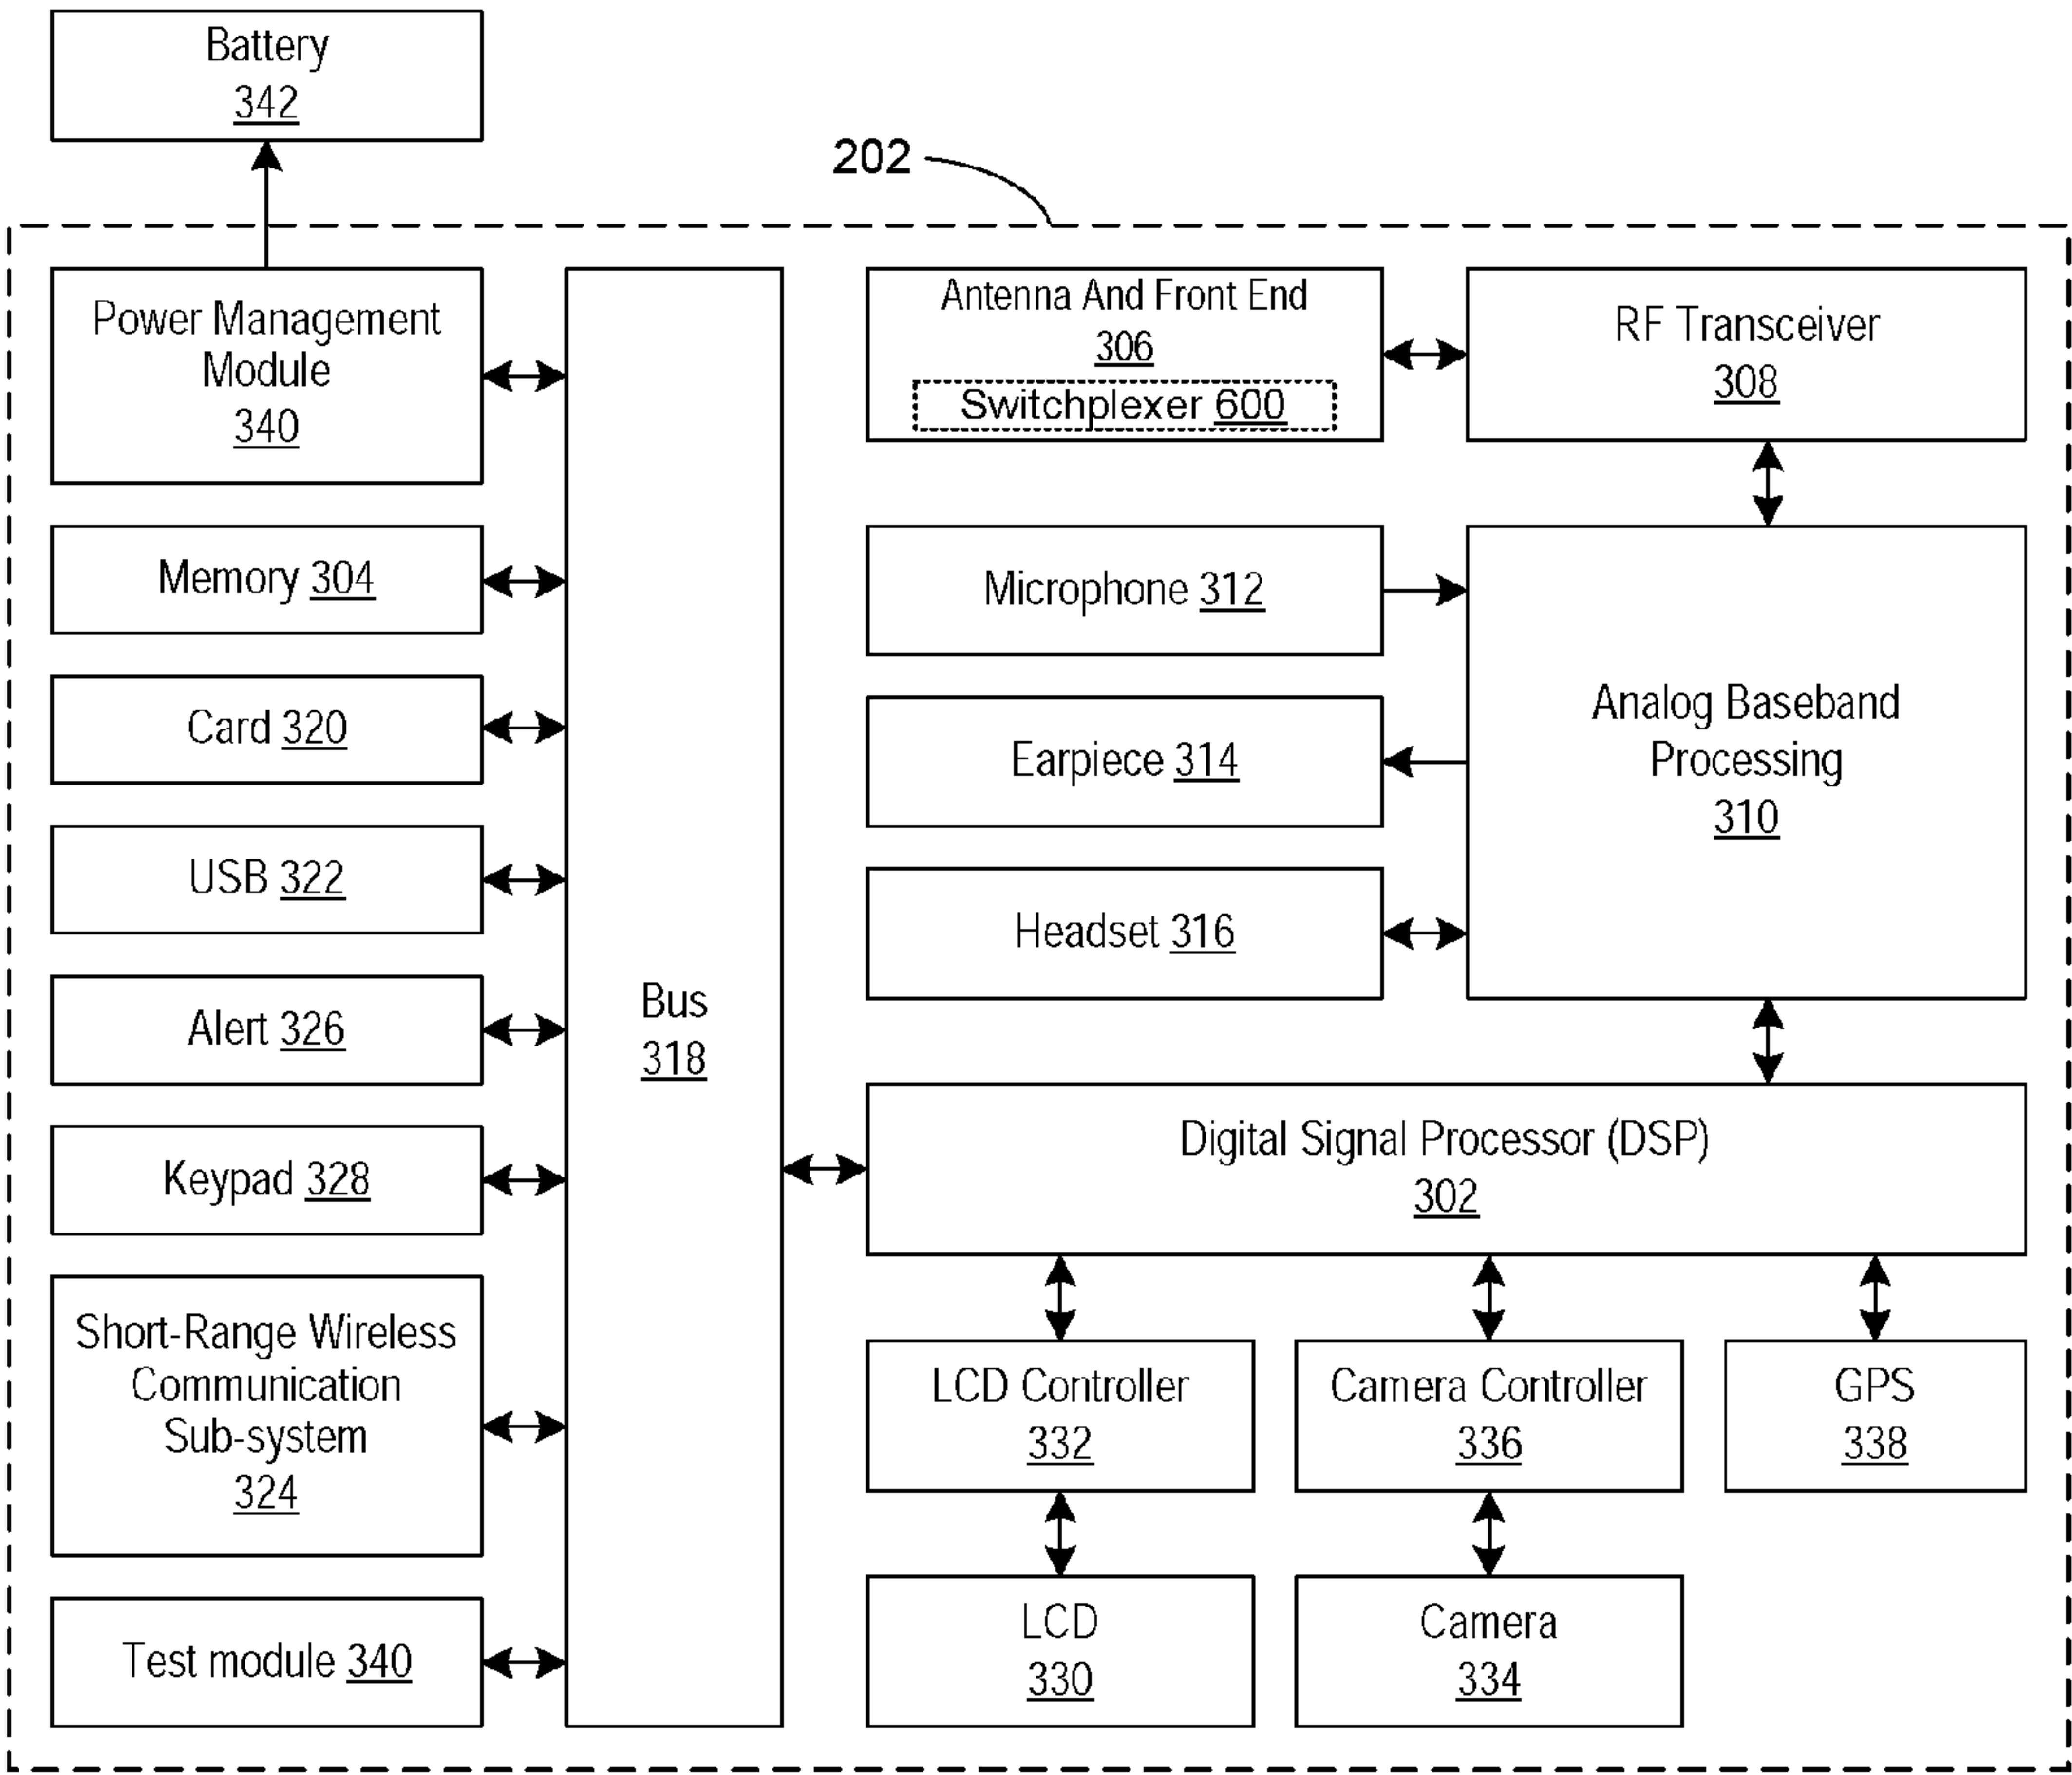 Battery
342
202
Power Management
Module
340
Memory 304
Card 320
USB 322
Alert 326
Keypad 328
Short-Range Wireless
Communication
Sub-system
324
Test module 340
Bus
318
Antenna And Front End
306
Switchplexer 600
RF Transceiver
308
Microphone 312
Earpiece 314
Headset 316
Analog Baseband
Processing
310
Digital Signal Processor (DSP)
302
LCD Controller
332
Camera Controller
336
GPS
338
LCD
330
Camera
334